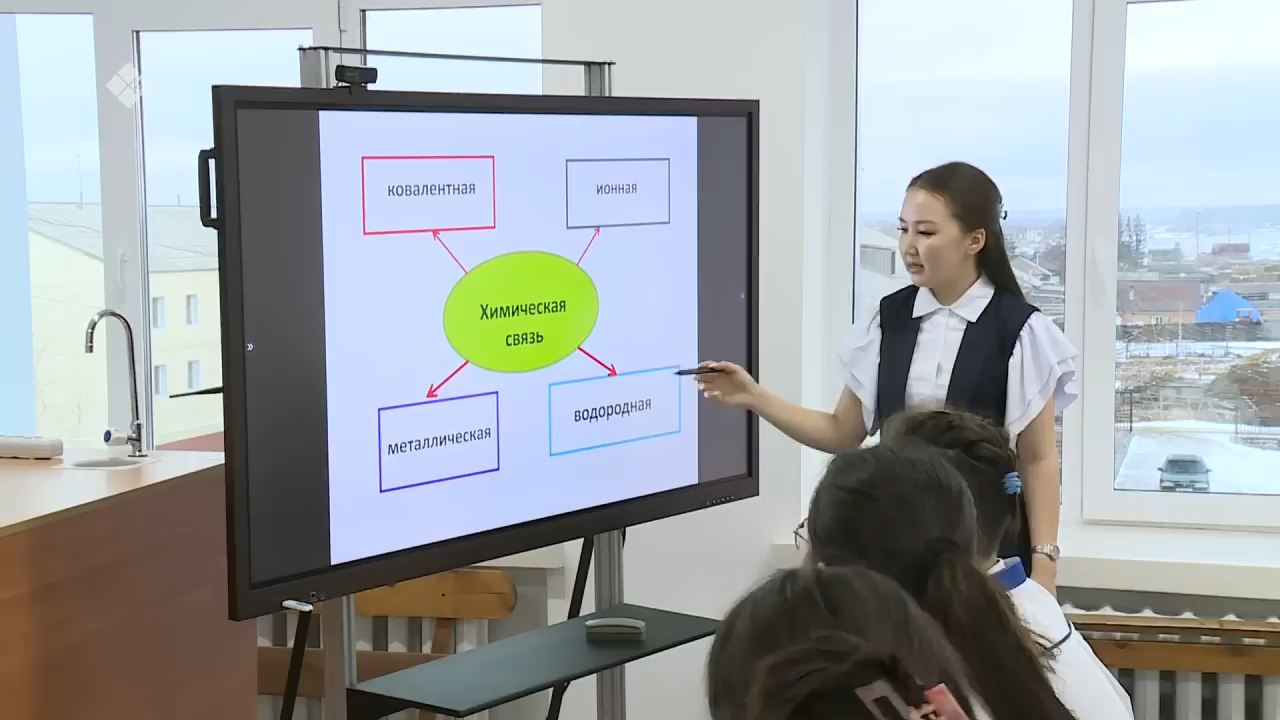 ковалентная
ионная
Химическая
связь
металлическая
водородная